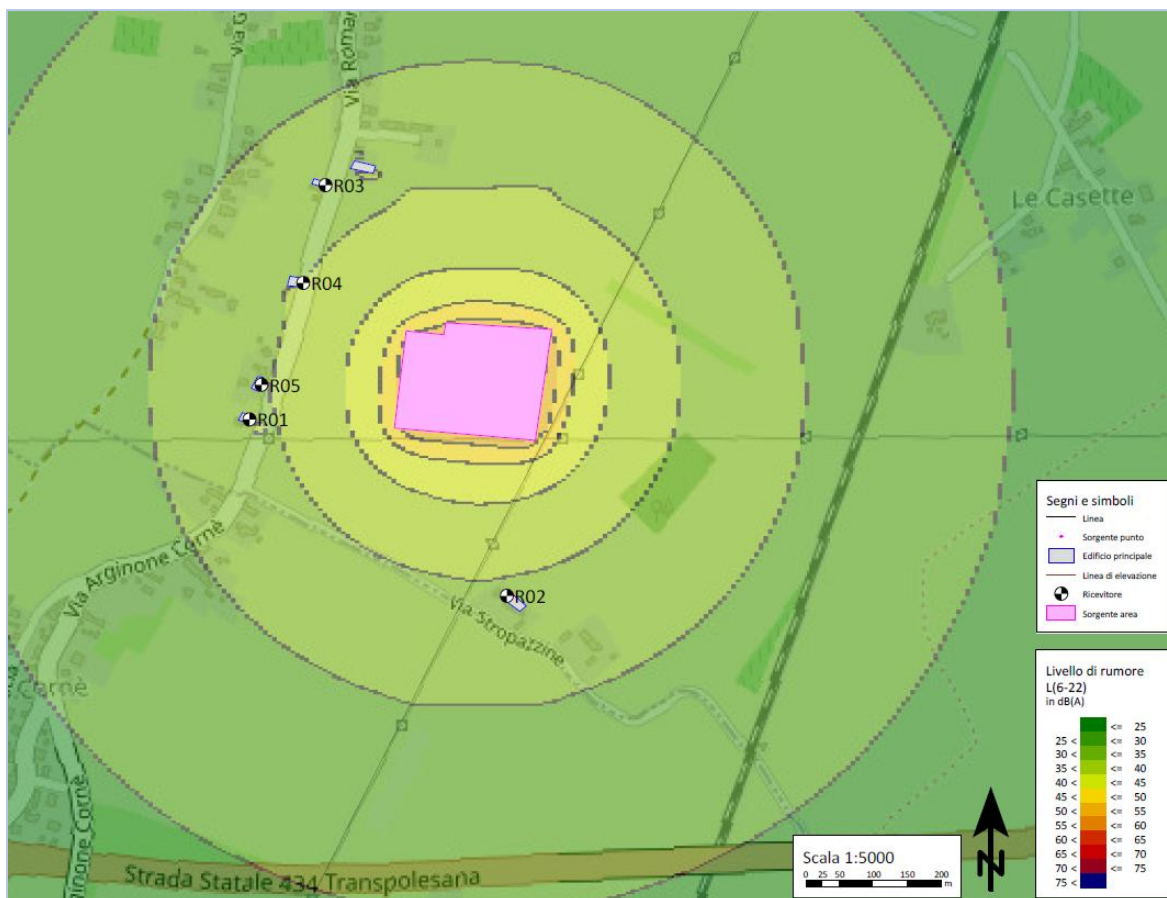 Via G
Via Roma
R03
Le Casette
R04
R05
R01
Via Arginone Cornè
R02
Via Stropazzine
Cornè
ginone Cornè
Strada Statale 434 Transpolesana
Segni e simboli
Linea
Sorgente punto
Edificio principale
Linea di elevazione
Ricevitore
Sorgente area
Livello di rumore
L(6-22)
in dB(A)
<= 25
25 < <= 30
30 < <= 35
35 < <= 40
40 < <= 45
45 < <= 50
50 < <= 55
55 < <= 60
60 < <= 65
65 < <= 70
70 < <= 75
75 <
Scala 1:5000
0 25 50 100 150 200
m
N